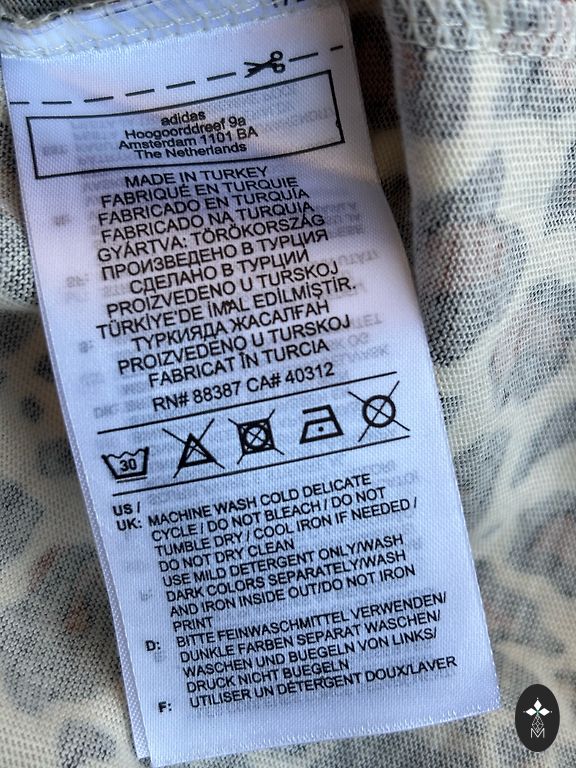 adidas
Hoogoorddreef 9a
Amsterdam 1101 BA
The Netherlands
MADE IN TURKEY
FABRIQUÉ EN TURQUIE
FABRICADO EN TURQUÍA
FABRICADO NA TURQUIA
GYÁRTVA: TÖRÖKORSZÁG
ПРОИЗВЕДЕНО В ТУРЦИЯ
СДЕЛАНО В ТУРЦИИ
PROIZVEDENO U TURSKOJ
TÜRKİYE'DE İMAL EDİLMİŞTİR.
ТУРКИЯДА ЖАСАЛҒАН
PROIZVEDENO U TURSKOJ
FABRICAT ÎN TURCIA
RN# 88387 CA# 40312
30
US / UK: MACHINE WASH COLD DELICATE
CYCLE / DO NOT BLEACH / DO NOT
TUMBLE DRY / COOL IRON IF NEEDED /
DO NOT DRY CLEAN
USE MILD DETERGENT ONLY/WASH
DARK COLORS SEPARATELY/WASH
AND IRON INSIDE OUT/DO NOT IRON
PRINT
D: BITTE FEINWASCHMITTEL VERWENDEN/
DUNKLE FARBEN SEPARAT WASCHEN/
WASCHEN UND BUEGELN VON LINKS/
DRUCK NICHT BUEGELN
F: UTILISER UN DÉTERGENT DOUX/LAVER